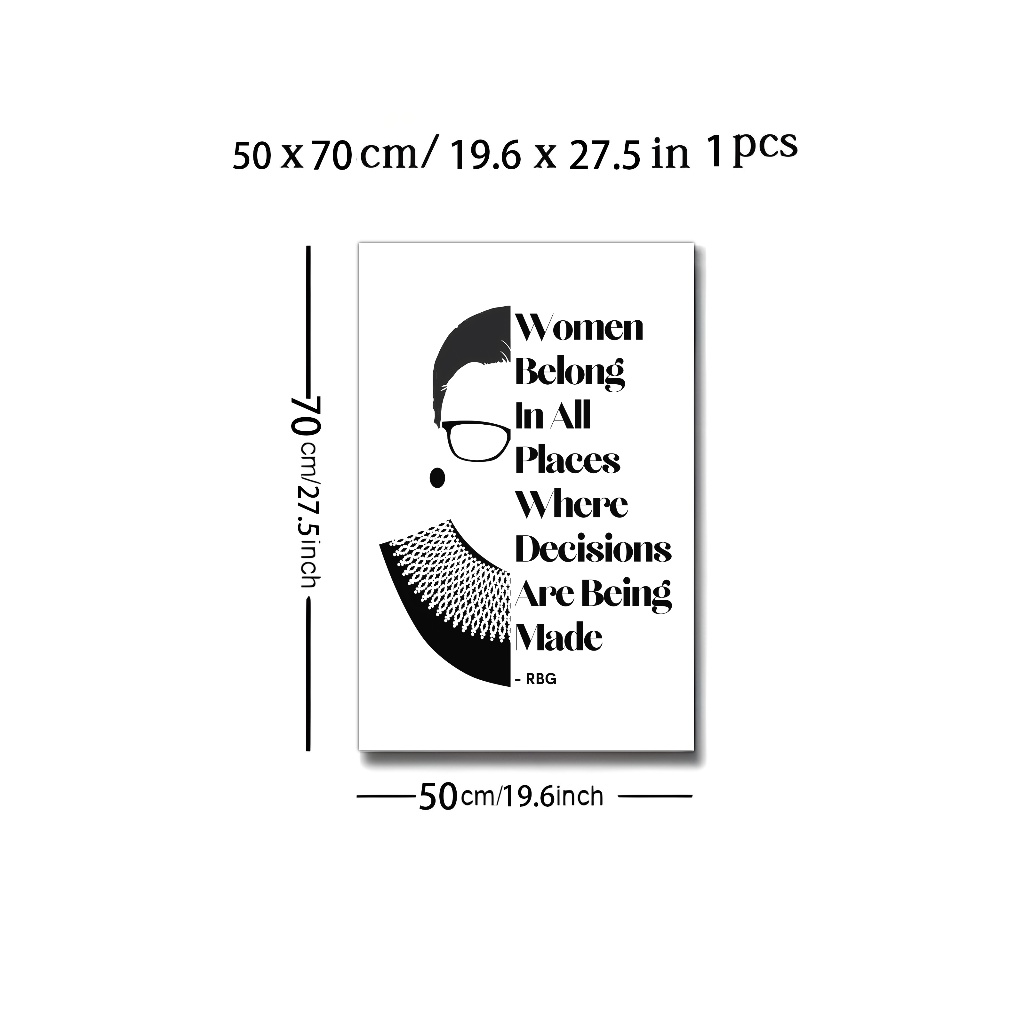 50 x 70 cm/ 19.6 x 27.5 in 1 pcs
70cm/27.5inch
Women
Belong
In All
Places
Where
Decisions
Are Being
Made
- RBG
50cm/19.6inch